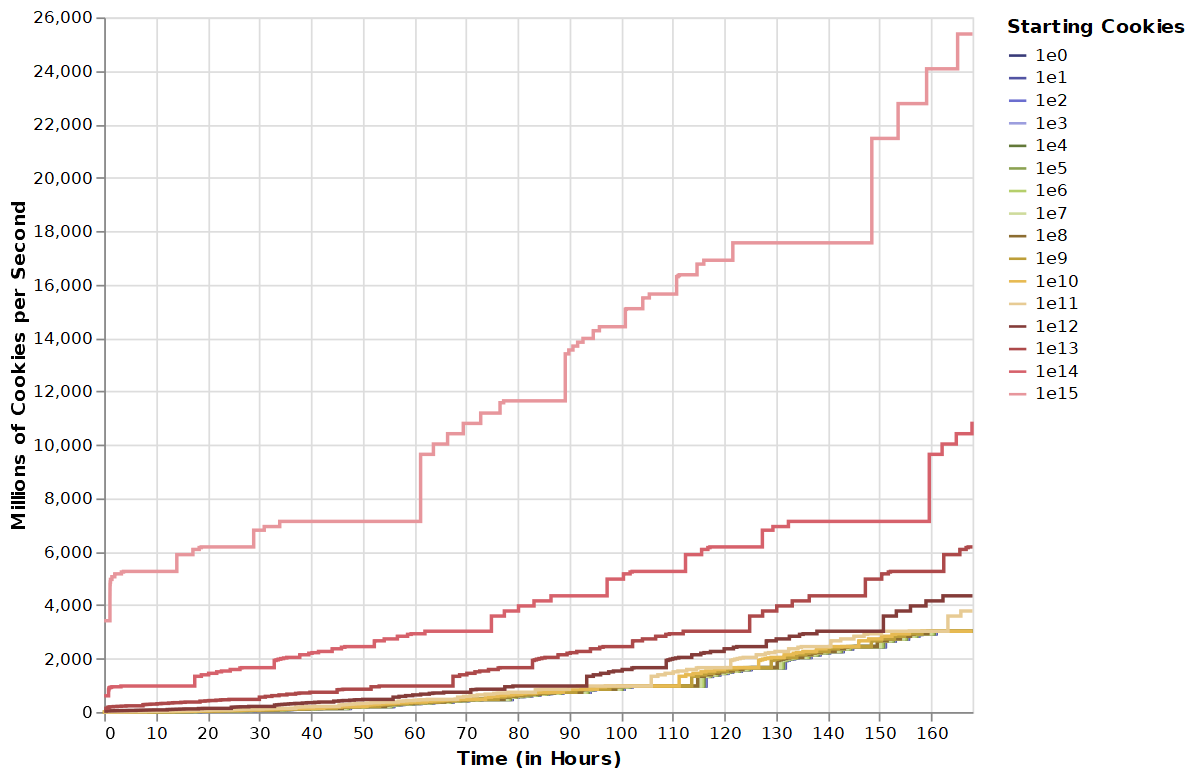 26,000
24,000
22,000
20,000
18,000
16,000
14,000
12,000
10,000
8,000
6,000
4,000
2,000
0
Millions of Cookies per Second
0 10 20 30 40 50 60 70 80 90 100 110 120 130 140 150 160
Time (in Hours)
Starting Cookies
1e0
1e1
1e2
1e3
1e4
1e5
1e6
1e7
1e8
1e9
1e10
1e11
1e12
1e13
1e14
1e15